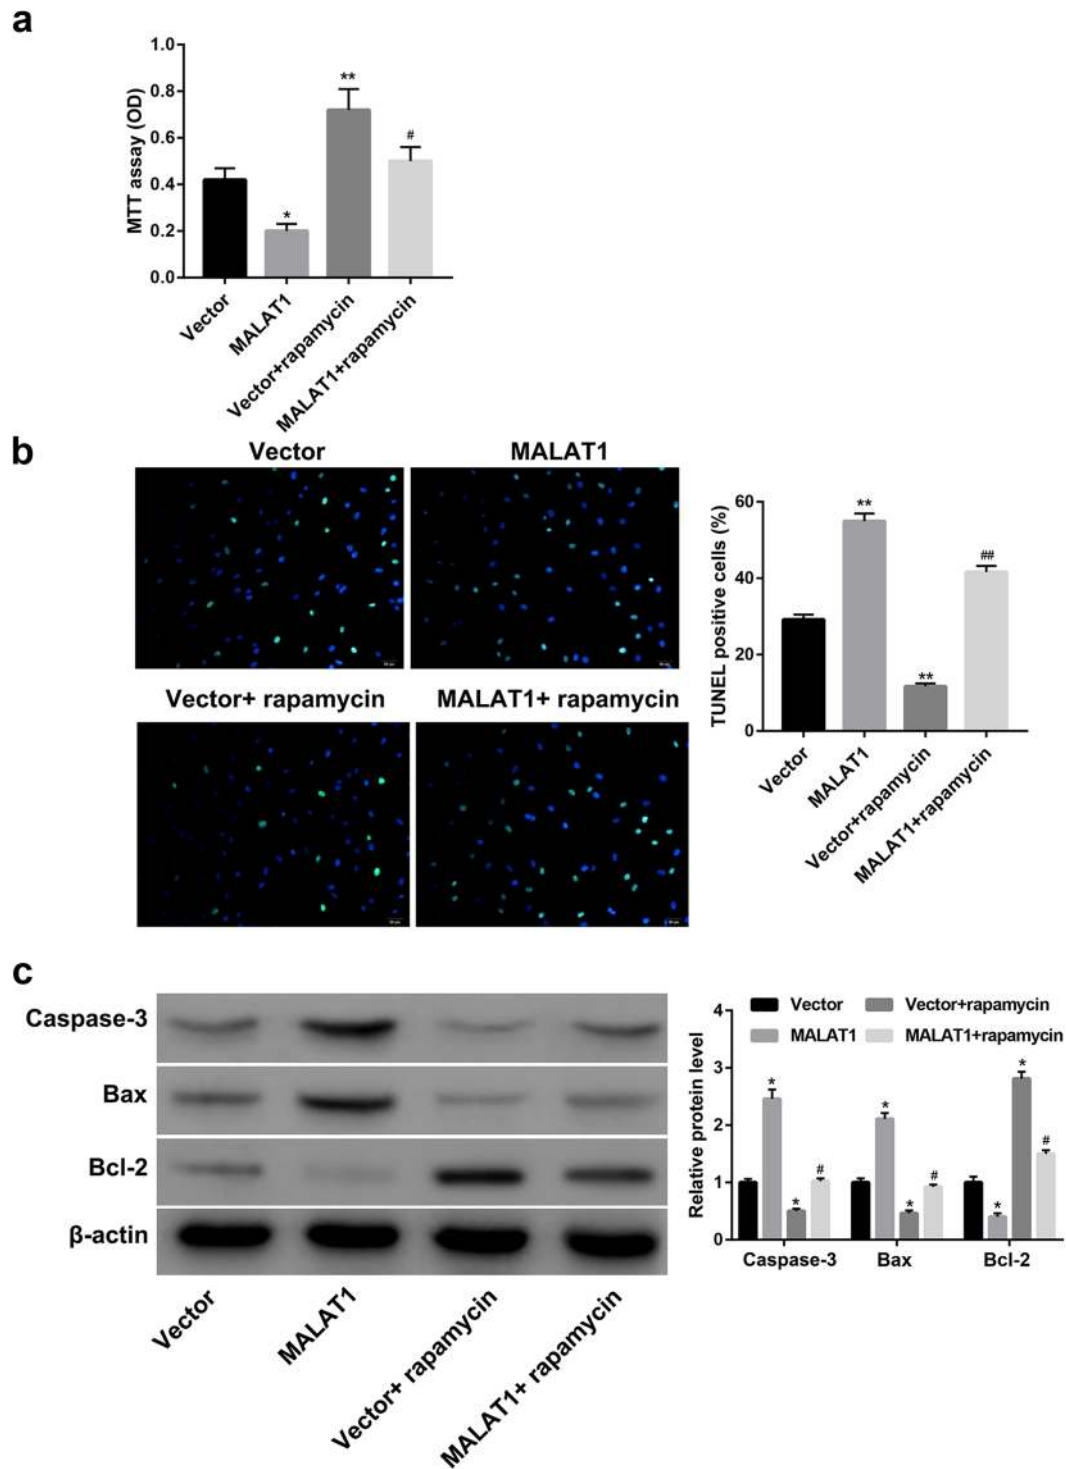 a
MTT assay (OD)
1.0
0.8
0.6
0.4
0.2
0.0
*
**
#
Vector
MALAT1
Vector+rapamycin
MALAT1+rapamycin
b
Vector
MALAT1
Vector+ rapamycin
MALAT1+ rapamycin
TUNEL positive cells (%)
60
40
20
0
**
**
##
Vector
MALAT1
Vector+rapamycin
MALAT1+rapamycin
c
Caspase-3
Bax
Bcl-2
β-actin
Vector
MALAT1
Vector+ rapamycin
MALAT1+ rapamycin
Relative protein level
4
3
2
1
0
Vector
Vector+rapamycin
MALAT1
MALAT1+rapamycin
*
*
#
*
*
#
*
*
#
Caspase-3
Bax
Bcl-2